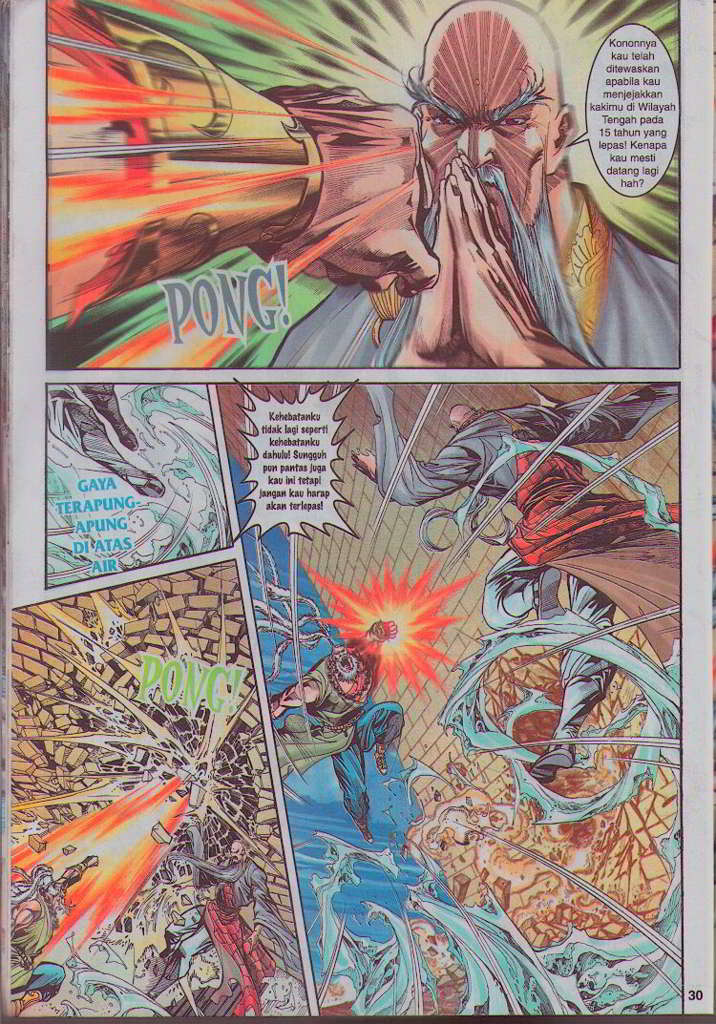 Kononnya
kau telah
ditewaskan
apabila kau
menjejakkan
kakimu di Wilayah
Tengah pada
15 tahun yang
lepas! Kenapa
kau mesti
datang lagi
hah?
PONG!
GAYA
TERAPUNG-
APUNG
DI ATAS
AIR
Kehebatanku
tidak lagi seperti
kehebatanku
dahulu! Sungguh
pun pantas juga
kau ini tetapi
jangan kau harap
akan terlepas!
PONG!
30